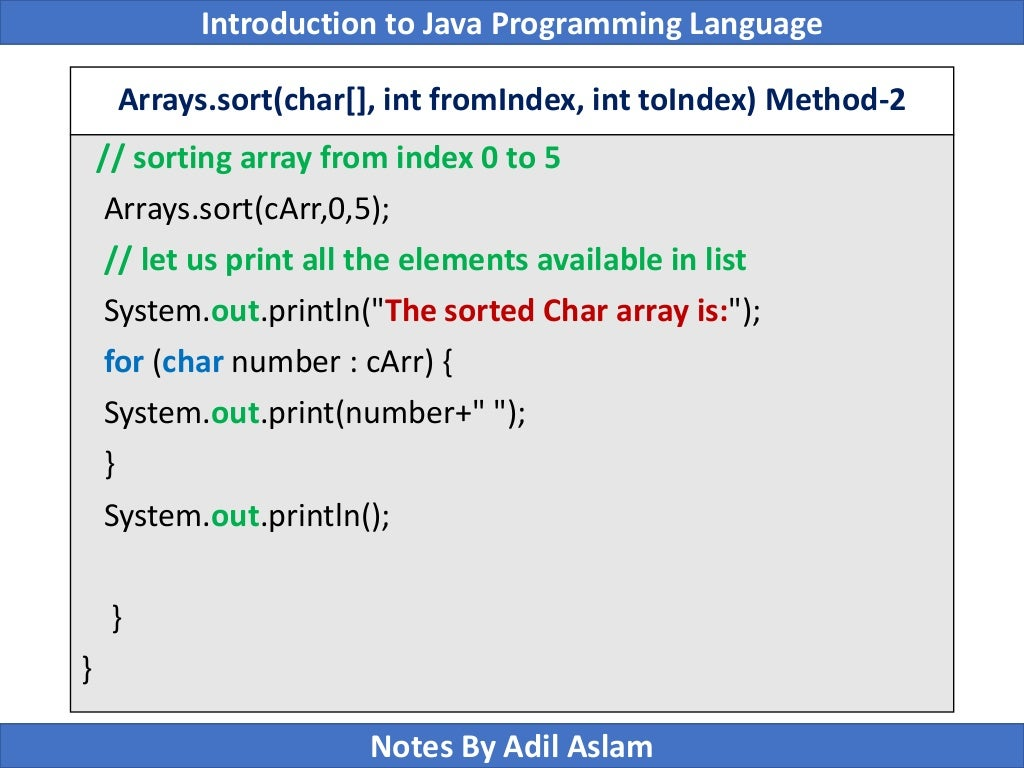 Introduction to Java Programming Language
Arrays.sort(char[], int fromIndex, int toIndex) Method-2
// sorting array from index 0 to 5
Arrays.sort(cArr,0,5);
// let us print all the elements available in list
System.out.println("The sorted Char array is:");
for (char number : cArr) {
System.out.print(number+" ");
}
System.out.println();
}
}
Notes By Adil Aslam